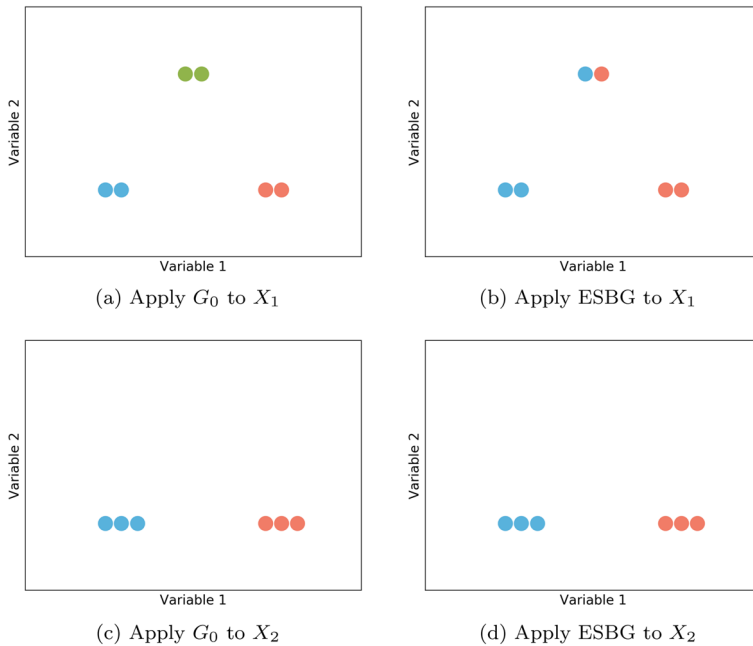 Variable 2
Variable 1
(a) Apply G₀ to X₁
Variable 2
Variable 1
(b) Apply ESBG to X₁
Variable 2
Variable 1
(c) Apply G₀ to X₂
Variable 2
Variable 1
(d) Apply ESBG to X₂